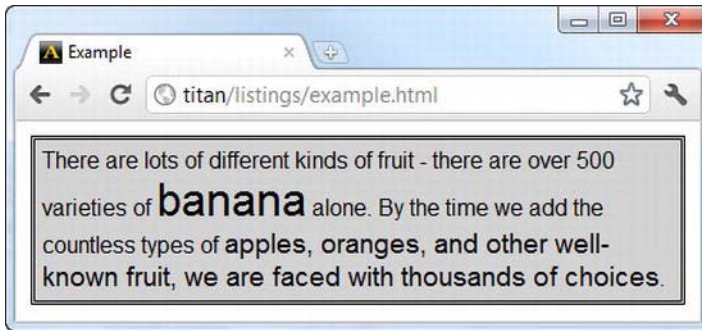 Example
titan/listings/example.html
There are lots of different kinds of fruit - there are over 500
varieties of banana alone. By the time we add the
countless types of apples, oranges, and other well-
known fruit, we are faced with thousands of choices.